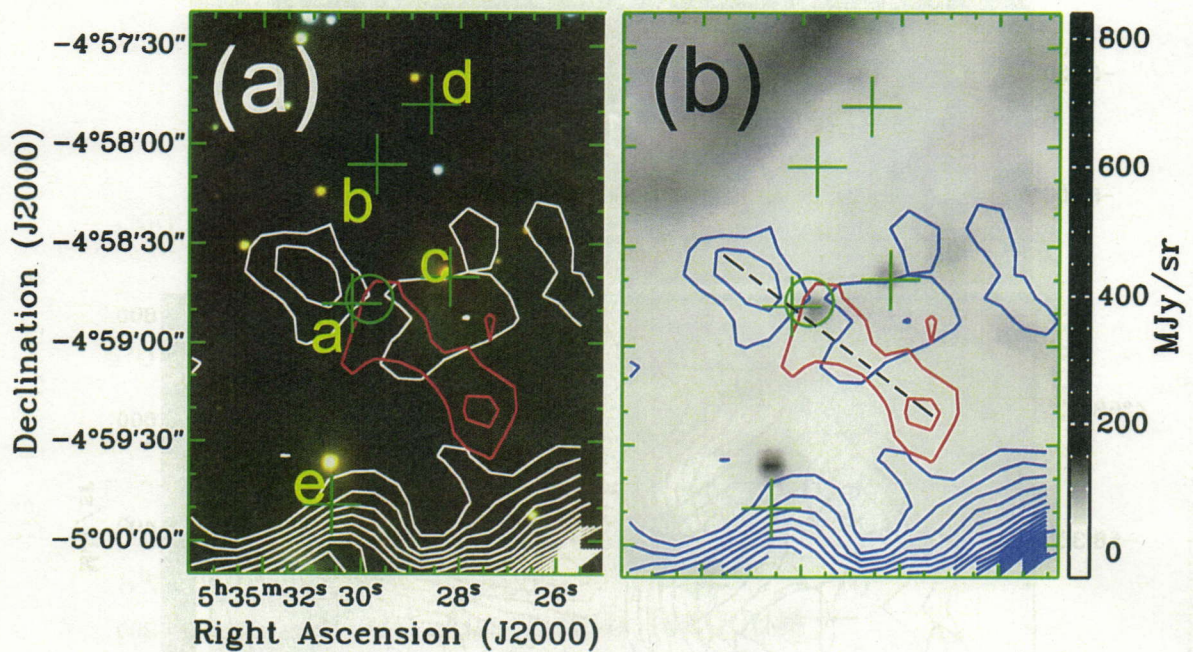 (a)
(b)
d
b
c
a
e
Declination (J2000)
−4°57′30″
−4°58′00″
−4°58′30″
−4°59′00″
−4°59′30″
−5°00′00″
5ʰ35ᵐ32ˢ 30ˢ 28ˢ 26ˢ
Right Ascension (J2000)
800
600
400
200
0
MJy/sr